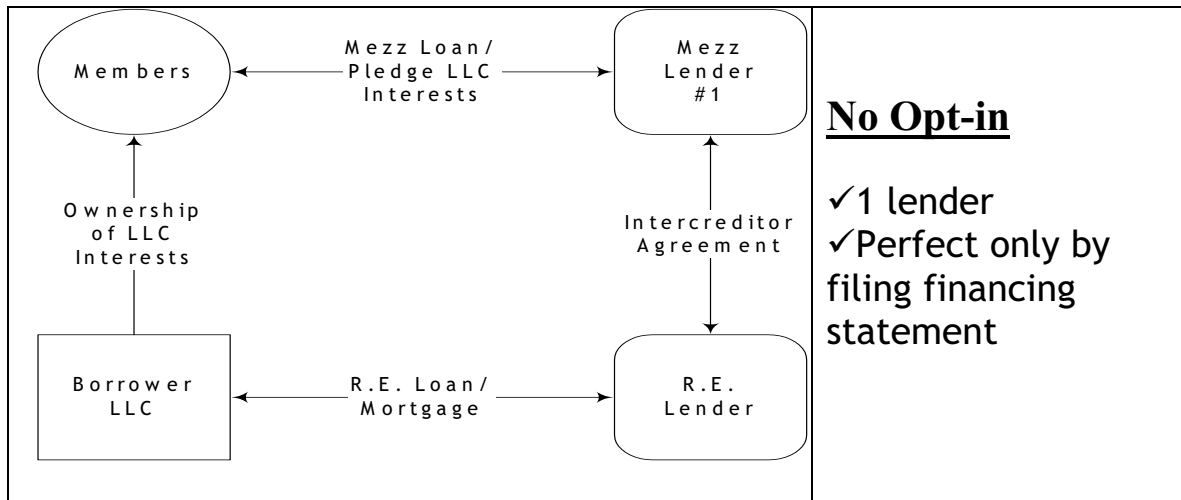 Members
Mezz Loan/
Pledge LLC
Interests
Mezz
Lender
#1
Ownership
of LLC
Interests
Intercreditor
Agreement
Borrower
LLC
R.E. Loan/
Mortgage
R.E.
Lender
No Opt-in
✓1 lender
✓Perfect only by
filing financing
statement